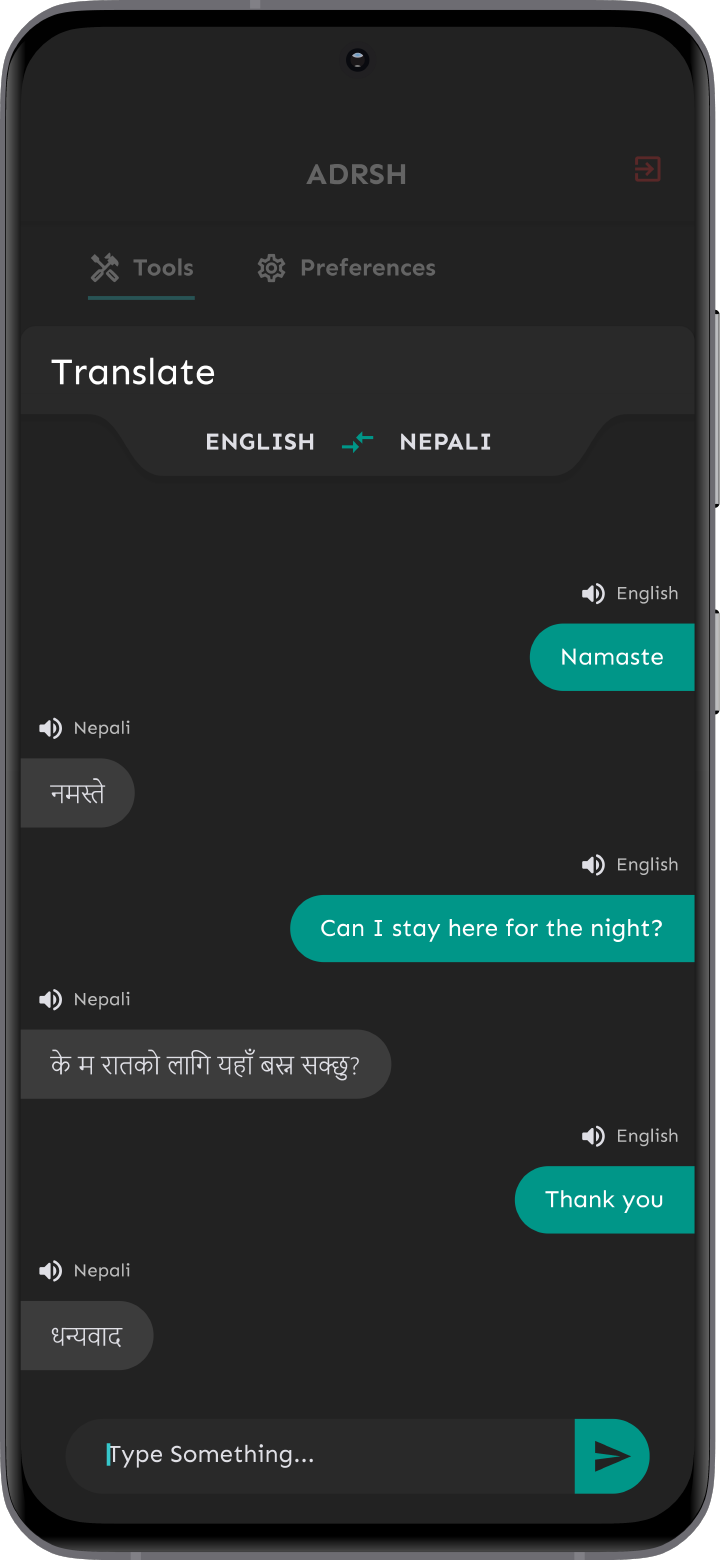 ADRSH
Tools Preferences
Translate
ENGLISH NEPALI
English
Namaste
Nepali
नमस्ते
English
Can I stay here for the night?
Nepali
के म रातको लागि यहाँ बस्न सक्छु?
English
Thank you
Nepali
धन्यवाद
Type Something...